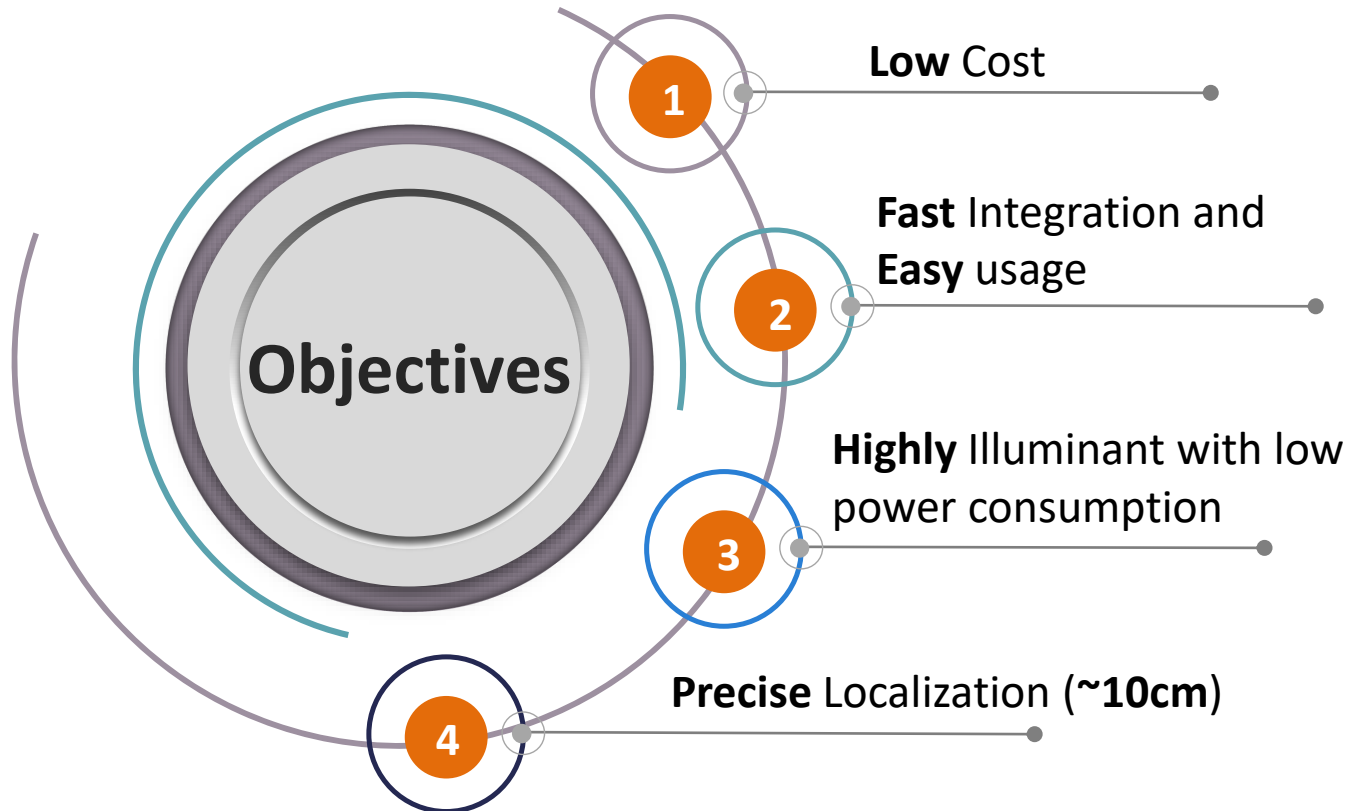 Objectives
1
Low Cost
2
Fast Integration and
Easy usage
3
Highly Illuminant with low
power consumption
4
Precise Localization (~10cm)